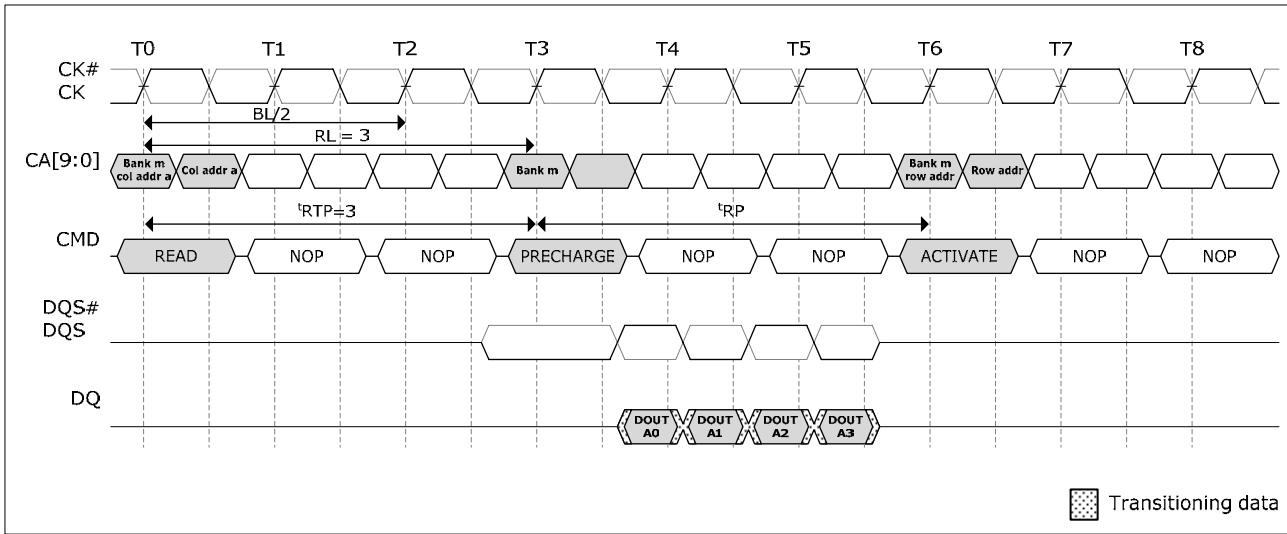 T0 T1 T2 T3 T4 T5 T6 T7 T8
CK#
CK
BL/2
RL = 3
CA[9:0]
Bank m
col addr a
Col addr a
Bank m
Bank m
row addr
Row addr
tRTP=3
tRP
CMD
READ NOP NOP PRECHARGE NOP NOP ACTIVATE NOP NOP
DQS#
DQS
DQ
DOUT
A0
DOUT
A1
DOUT
A2
DOUT
A3
Transitioning data